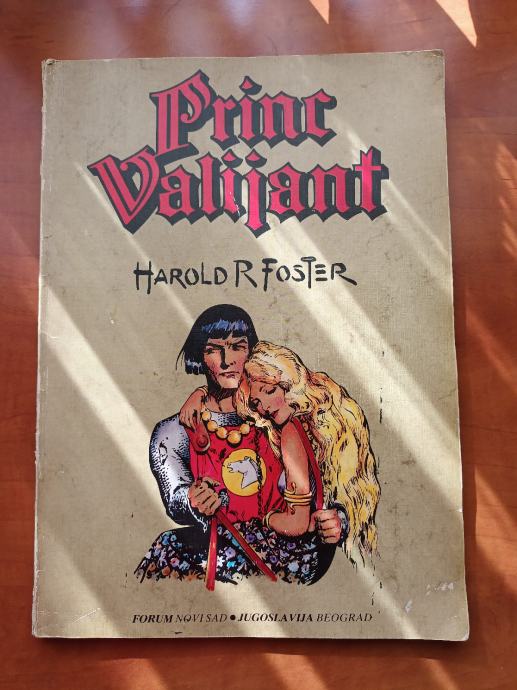 Princ
Valijant
HAROLD R FOSTER
FORUM NOVI SAD • JUGOSLAVIJA BEOGRAD